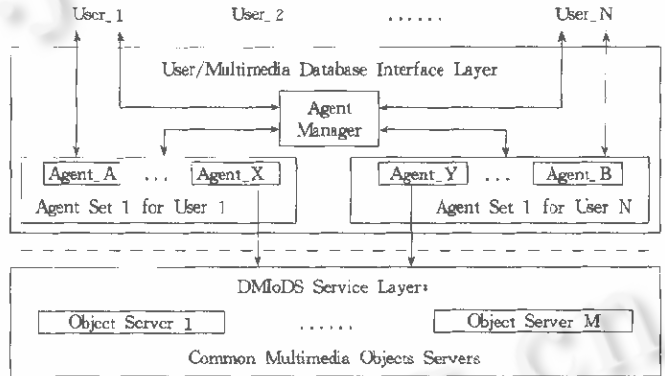 User_1 User_2 ...... User_N
User/Multimedia Database Interface Layer
Agent
Manager
Agent_A ... Agent_X Agent_Y ... Agent_B
Agent Set 1 for User 1 Agent Set 1 for User N
DMIoDS Service Layer:
Object Server 1 ...... Object Server M
Common Multimedia Objects Servers